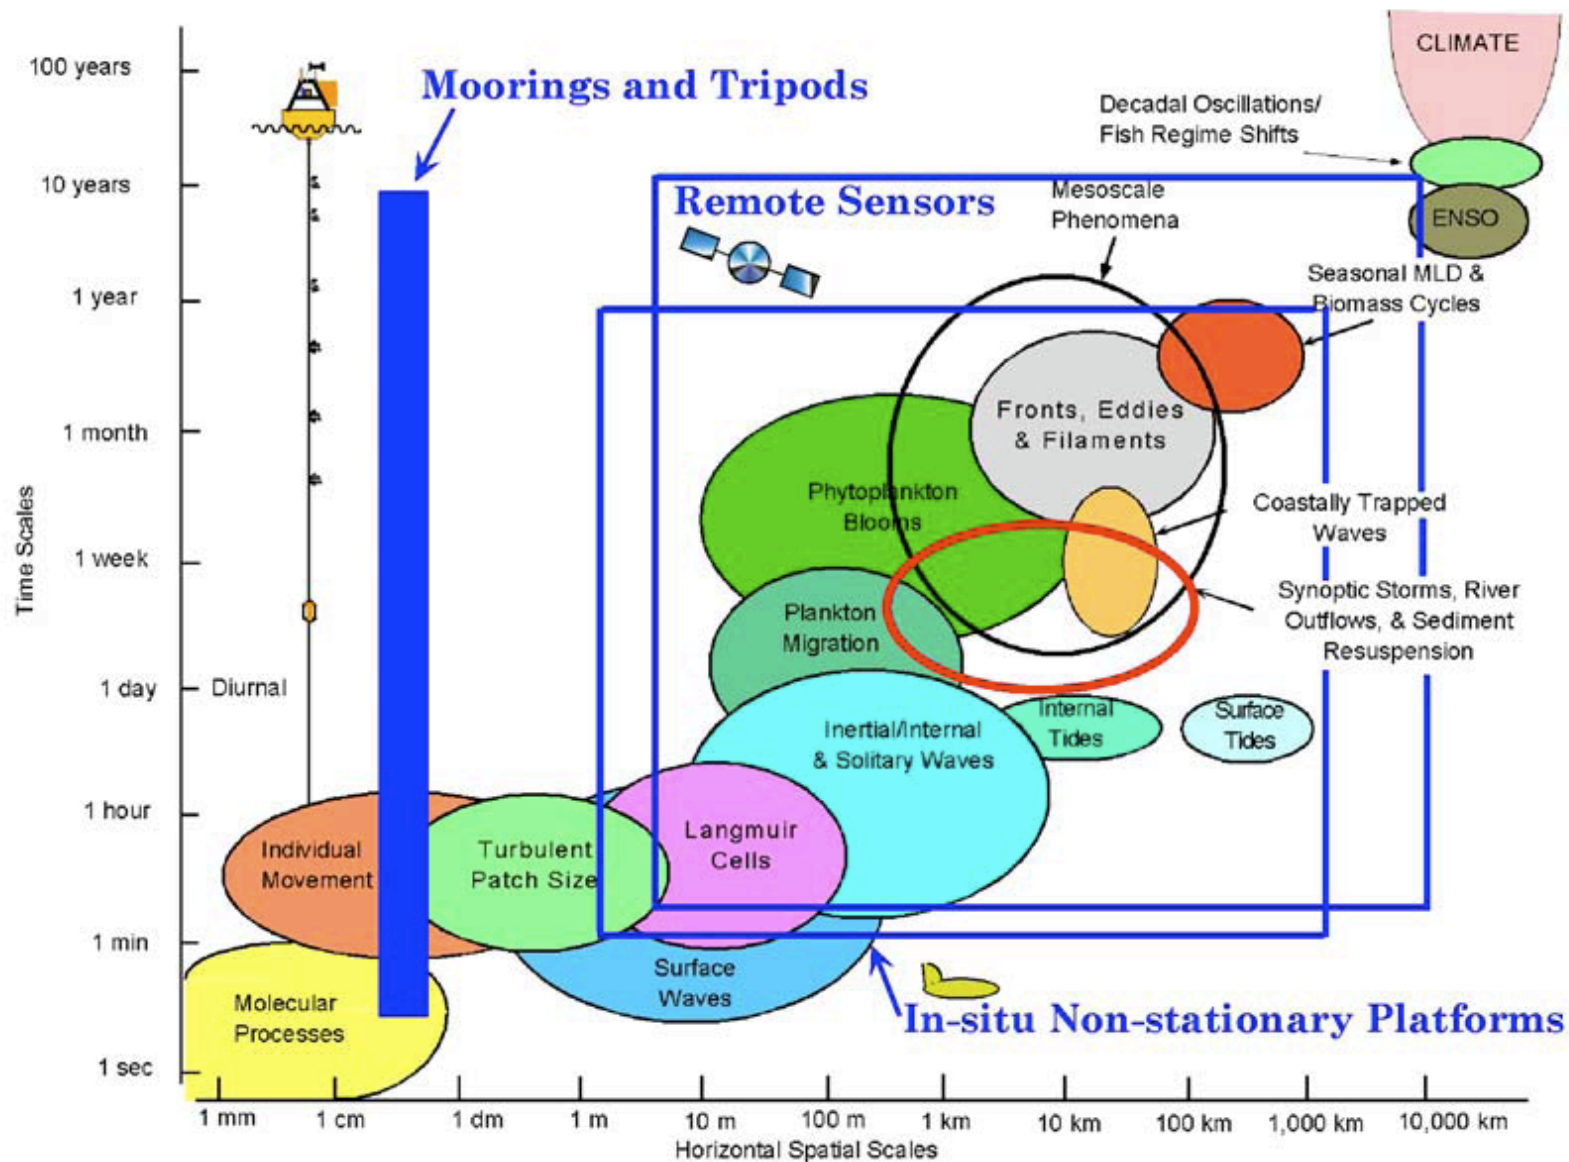 CLIMATE
100 years
Moorings and Tripods
Decadal Oscillations/
Fish Regime Shifts
10 years
Remote Sensors
Mesoscale
Phenomena
ENSO
Seasonal MLD &
Biomass Cycles
1 year
Fronts, Eddies
& Filaments
1 month
Phytoplankton
Blooms
Coastally Trapped
Waves
Time Scales
1 week
Plankton
Migration
Synoptic Storms, River
Outflows, & Sediment
Resuspension
1 day
Diurnal
Internal
Tides
Surface
Tides
Inertial/Internal
& Solitary Waves
1 hour
Individual
Movement
Turbulent
Patch Size
Langmuir
Cells
1 min
Surface
Waves
Molecular
Processes
In-situ Non-stationary Platforms
1 sec
1 mm 1 cm 1 dm 1 m 10 m 100 m 1 km 10 km 100 km 1,000 km 10,000 km
Horizontal Spatial Scales